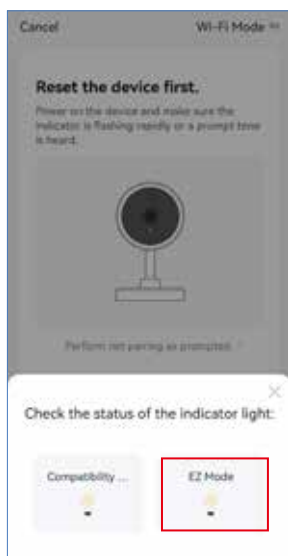 Cancel
Wi-Fi Mode
Reset the device first.
Power on the device and make sure the
indicator is flashing rapidly or a prompt tone
is heard.
Perform net pairing as prompted.
Check the status of the indicator light:
Compatibility ...
EZ Mode